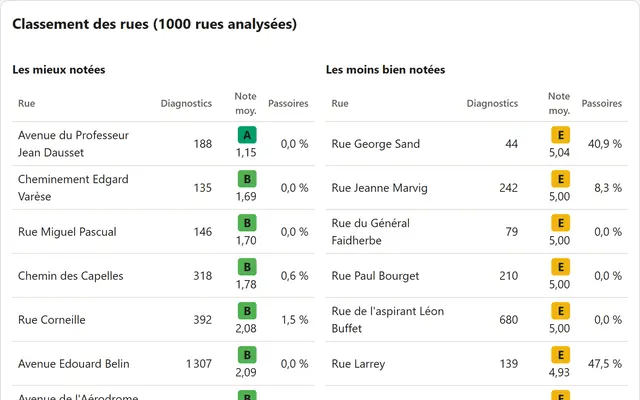 Classement des rues (1000 rues analysées)
Les mieux notées
Rue Diagnostics Note moy. Passoires
Avenue du Professeur Jean Dausset 188 A 1,15 0,0 %
Cheminement Edgard Varèse 135 B 1,69 0,0 %
Rue Miguel Pascual 146 B 1,70 0,0 %
Chemin des Capelles 318 B 1,78 0,6 %
Rue Corneille 392 B 2,08 1,5 %
Avenue Edouard Belin 1 307 B 2,09 0,0 %
Avenue de l'Aérodrome B
Les moins bien notées
Rue Diagnostics Note moy. Passoires
Rue George Sand 44 E 5,04 40,9 %
Rue Jeanne Marvig 242 E 5,00 8,3 %
Rue du Général Faidherbe 79 E 5,00 0,0 %
Rue Paul Bourget 210 E 5,00 0,0 %
Rue de l'aspirant Léon Buffet 680 E 5,00 0,0 %
Rue Larrey 139 E 4,93 47,5 %
E